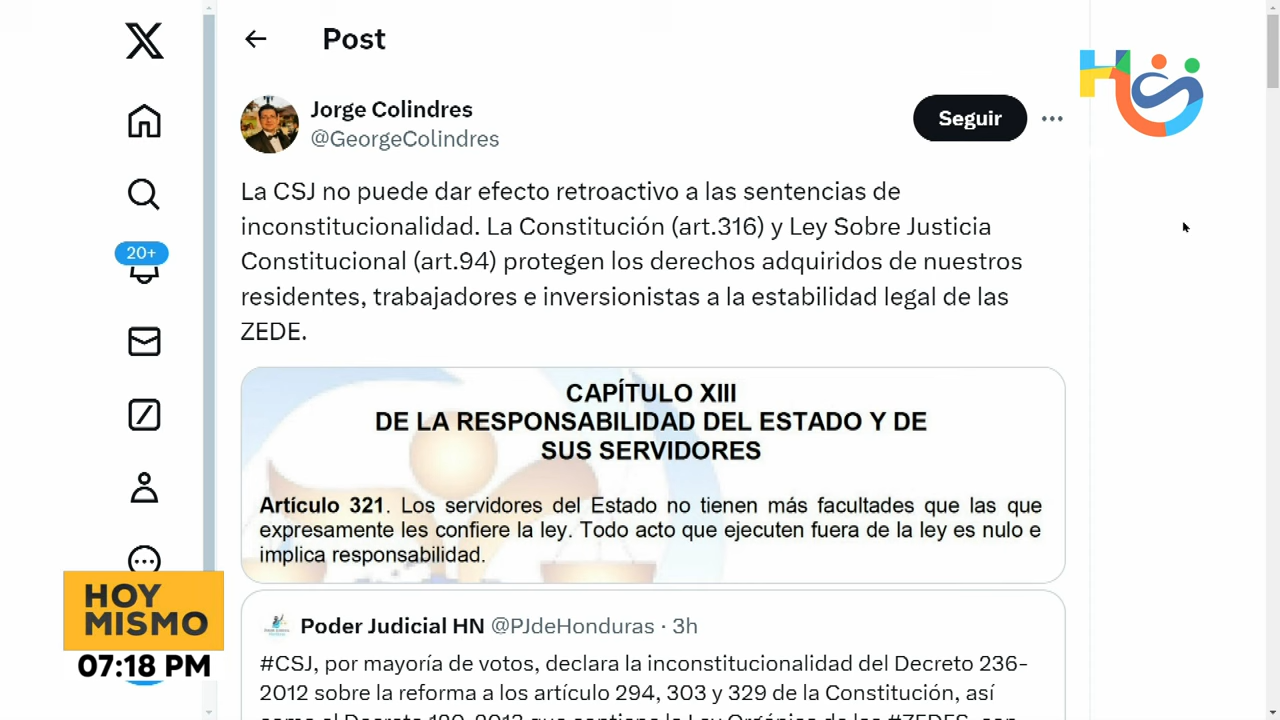 Post
Jorge Colindres
@GeorgeColindres
Seguir
La CSJ no puede dar efecto retroactivo a las sentencias de
inconstitucionalidad. La Constitución (art.316) y Ley Sobre Justicia
Constitucional (art.94) protegen los derechos adquiridos de nuestros
residentes, trabajadores e inversionistas a la estabilidad legal de las
ZEDE.
20+
CAPÍTULO XIII
DE LA RESPONSABILIDAD DEL ESTADO Y DE
SUS SERVIDORES
Artículo 321. Los servidores del Estado no tienen más facultades que las que
expresamente les confiere la ley. Todo acto que ejecuten fuera de la ley es nulo e
implica responsabilidad.
Poder Judicial HN @PJdeHonduras · 3h
#CSJ, por mayoría de votos, declara la inconstitucionalidad del Decreto 236-
2012 sobre la reforma a los artículo 294, 303 y 329 de la Constitución, así
HOY
MISMO
07:18 PM